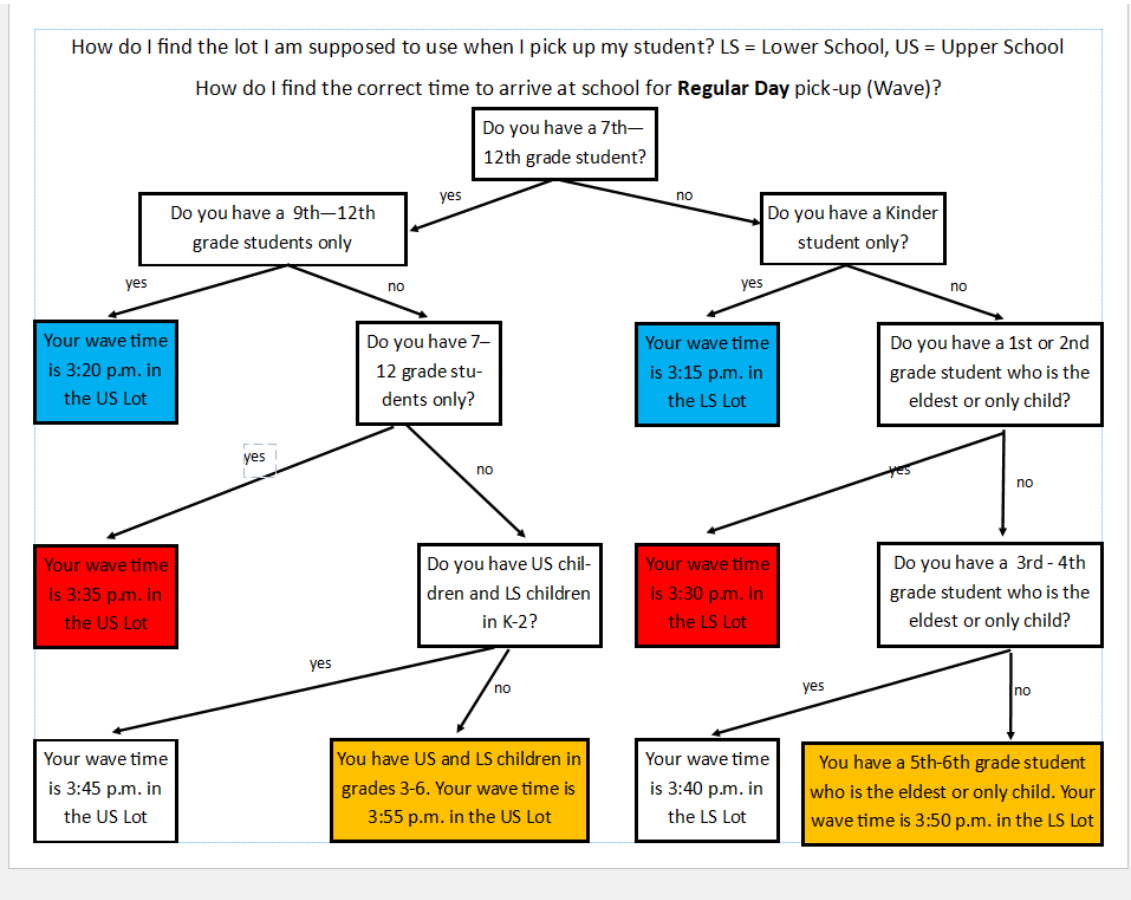 How do I find the lot I am supposed to use when I pick up my student? LS = Lower School, US = Upper School
How do I find the correct time to arrive at school for Regular Day pick-up (Wave)?
Do you have a 7th—
12th grade student?
yes
no
Do you have a  9th—12th
grade students only
Do you have a Kinder
student only?
yes
no
yes
no
Your wave time
is 3:20 p.m. in
the US Lot
Do you have 7–
12 grade stu-
dents only?
Your wave time
is 3:15 p.m. in
the LS Lot
Do you have a 1st or 2nd
grade student who is the
eldest or only child?
yes
no
yes
no
Your wave time
is 3:35 p.m. in
the US Lot
Do you have US chil-
dren and LS children
in K-2?
Your wave time
is 3:30 p.m. in
the LS Lot
Do you have a  3rd - 4th
grade student who is the
eldest or only child?
yes
no
yes
no
Your wave time
is 3:45 p.m. in
the US Lot
You have US and LS children in
grades 3-6. Your wave time is
3:55 p.m. in the US Lot
Your wave time
is 3:40 p.m. in
the LS Lot
You have a 5th-6th grade student
who is the eldest or only child. Your
wave time is 3:50 p.m. in the LS Lot